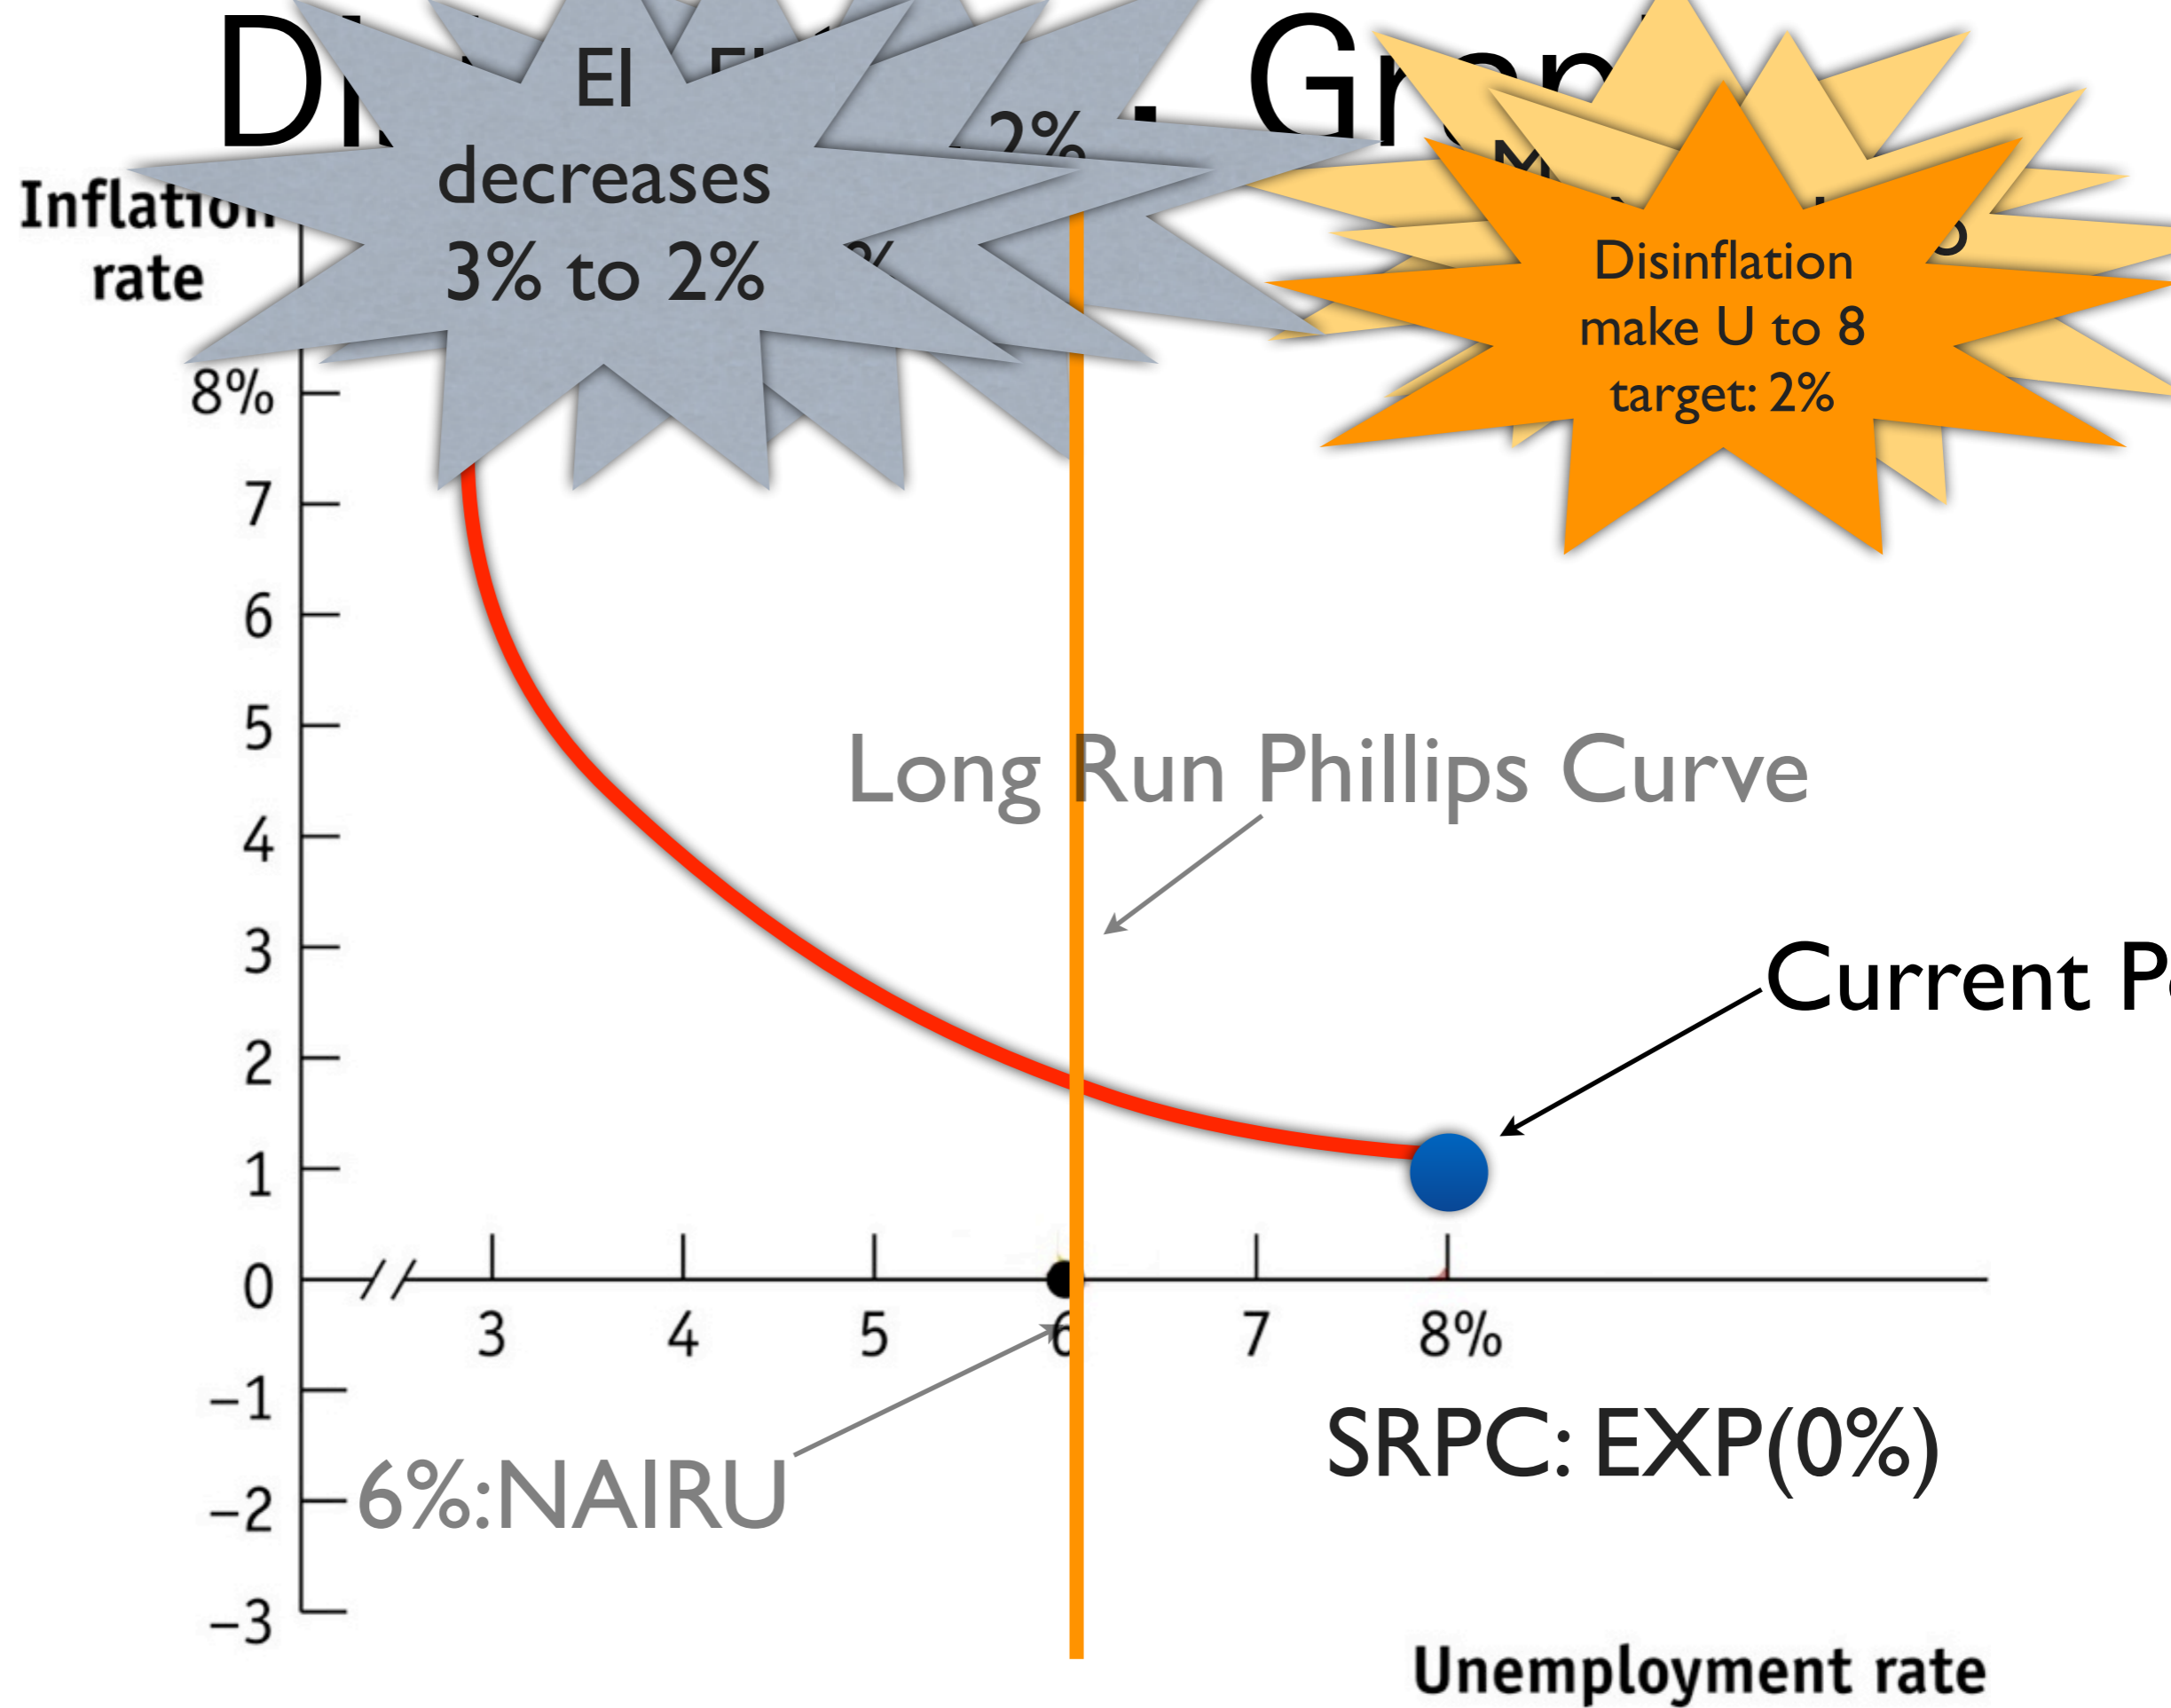 EI
decreases
3% to 2%
2%
Disinflation
make U to 8
target: 2%
Inflation
rate
8%
7
6
5
4
3
2
1
0
−1
−2
−3
Long Run Phillips Curve
Current
3 4 5 6 7 8%
6%:NAIRU
SRPC: EXP(0%)
Unemployment rate